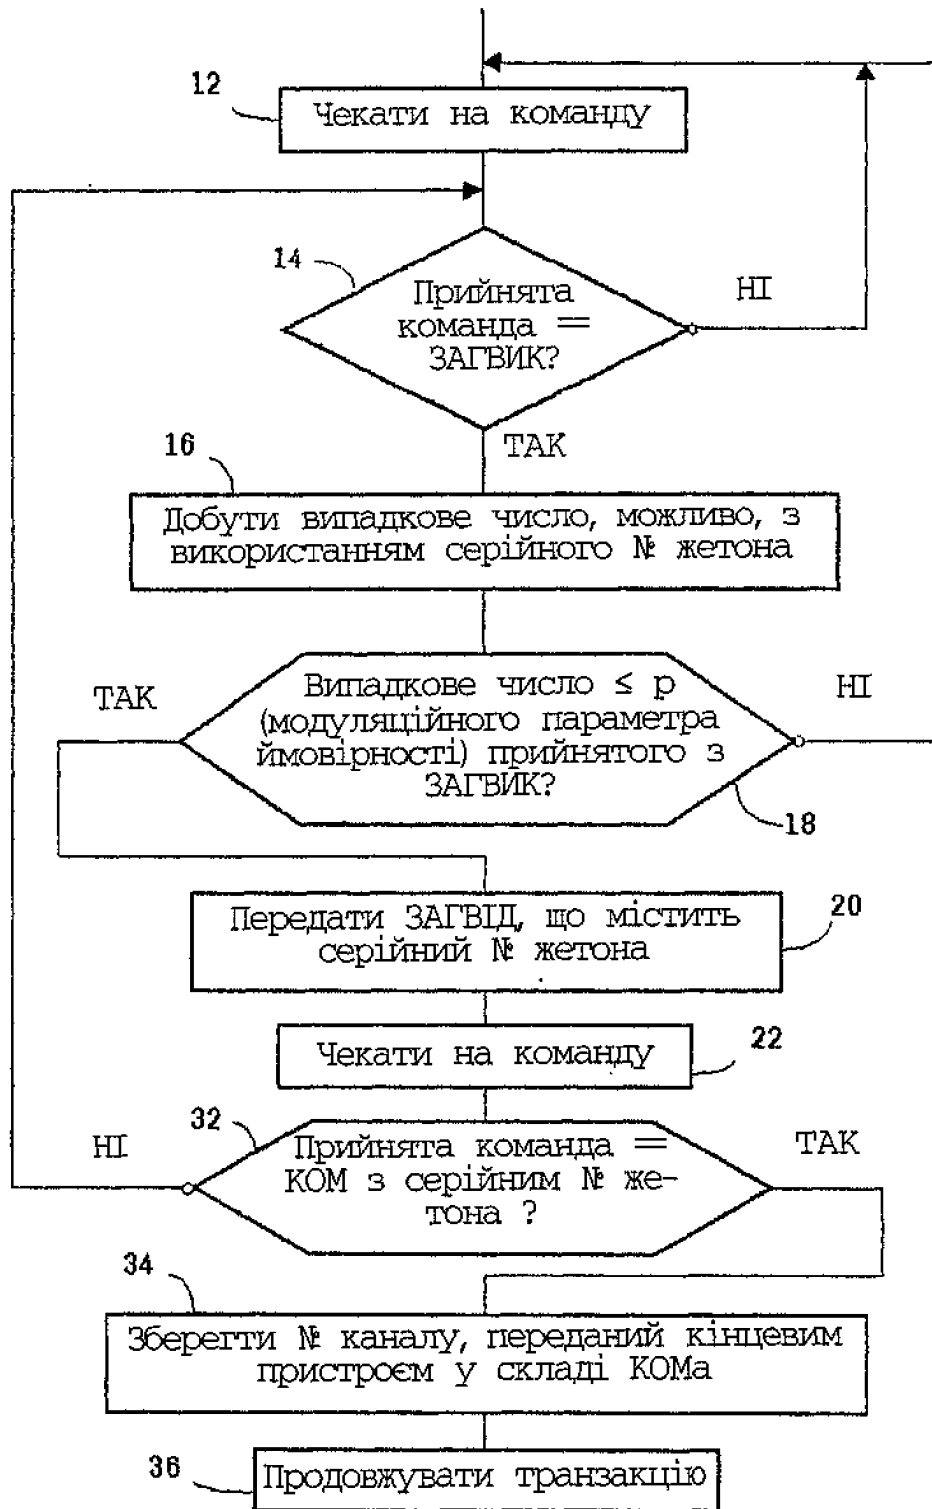 12
Чекати на команду
14
Прийнята
команда ==
ЗАГВИК?
НІ
ТАК
16
Добути випадкове число, можливо, з
використанням серійного № жетона
ТАК
Випадкове число ≤ p
(модуляційного параметра
ймовірності) прийнятого з
ЗАГВИК?
НІ
18
Передати ЗАГВІД, що містить
серійний № жетона
20
Чекати на команду
22
32
НІ
Прийнята команда ==
КОМ з серійним № же-
тона ?
ТАК
34
Зберегти № каналу, переданий кінцевим
пристроєм у складі КОМа
36
Продовжувати транзакцію